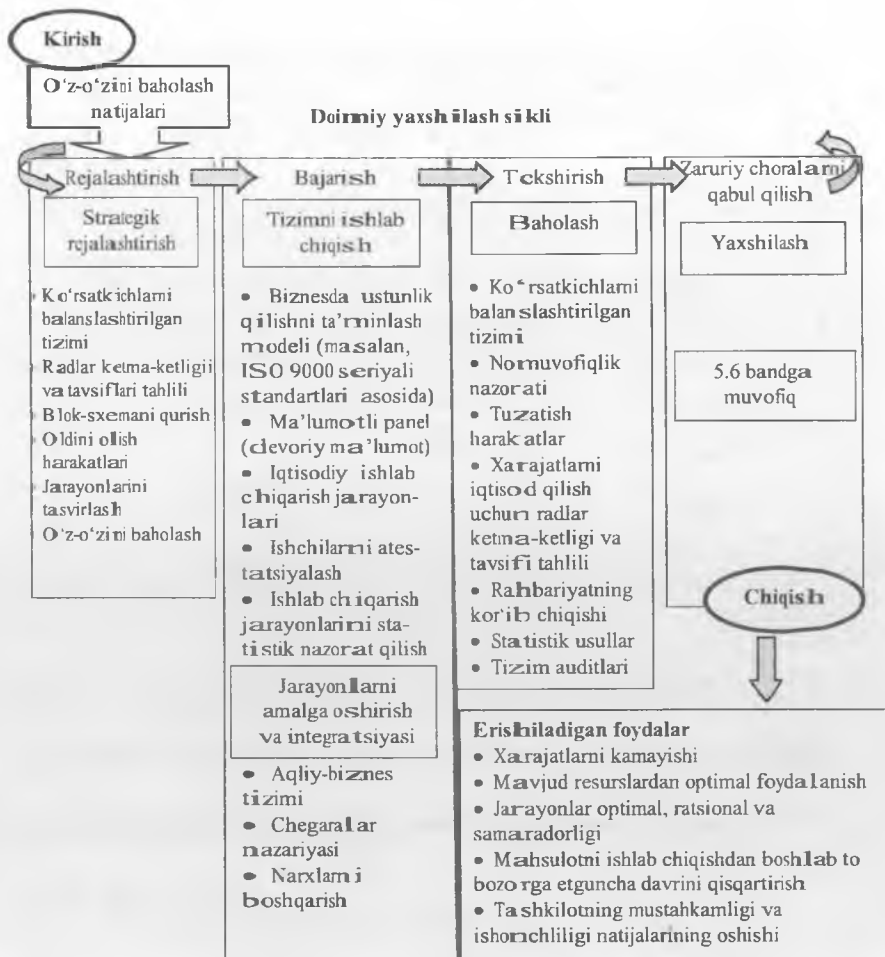 Kirish
O‘z-o‘zini baholash
natijalari
Doimiy yaxshilash sikli
Rejalashtirish
Strategik
rejalashtirish
Ko‘rsatkichlarni
balanslashtirilgan
tizimi
Radlar ketma-ketligii
va tavsiflari tahlili
Blok-sxemani qurish
Oldini olish
harakatlari
Jarayonlarini
tasvirlash
O‘z-o‘zini baholash
Bajarish
Tizimni ishlab
chiqish
• Biznesda ustunlik
qilishni ta’minlash
modeli (masalan,
ISO 9000 seriyali
standartlari asosida)
• Ma’lumotli panel
(devoriy ma’lumot)
• Iqtisodiy ishlab
chiqarish jarayon-
lari
• Ishchilarni ates-
tatsiyalash
• Ishlab chiqarish
jarayonlarini sta-
tistik nazorat qilish
Jarayonlarni
amalga oshirish
va integratsiyasi
• Aqliy-biznes
tizimi
• Chegaralar
nazariyasi
• Narxlarni
boshqarish
Tekshirish
Baholash
• Ko‘rsatkichlarni
balanslashtirilgan
tizimi
• Nomuvofiqlik
nazorati
• Tuzatish
harakatlar
• Xarajatlarni
iqtisod qilish
uchun radlar
ketma-ketligi va
tavsifi tahlili
• Rahbariyatning
kor‘ib chiqishi
• Statistik usullar
• Tizim auditlari
Zaruriy choralarni
qabul qilish
Yaxshilash
5.6 bandga
muvofiq
Chiqish
Erishiladigan foydalar
• Xarajatlarni kamayishi
• Mavjud resurslardan optimal foydalanish
• Jarayonlar optimal, ratsional va
samaradorligi
• Mahsulotni ishlab chiqishdan boshlab to
bozorga etguncha davrini qisqartirish
• Tashkilotning mustahkamligi va
ishonchliligi natijalarining oshishi